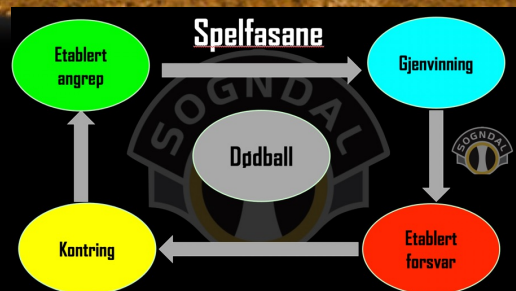 Spelfasane
Etablert
angrep
Gjenvinning
SOGNDAL
Dødball
SOGNDAL
Kontring
Etablert
forsvar